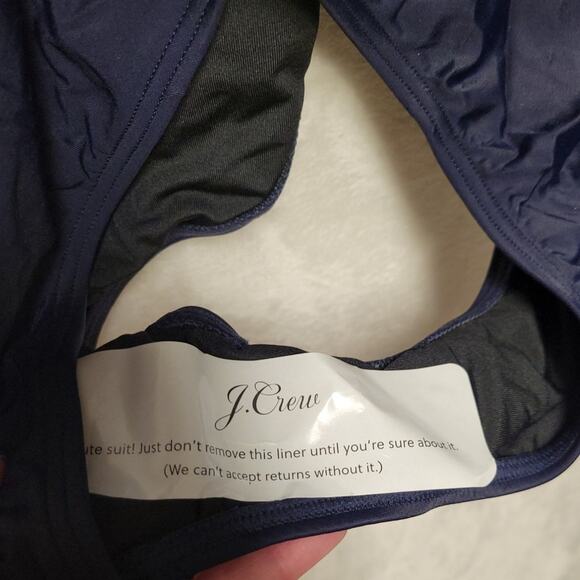 J.Crew
ute suit! Just don't remove this liner until you're sure about it.
(We can't accept returns without it.)